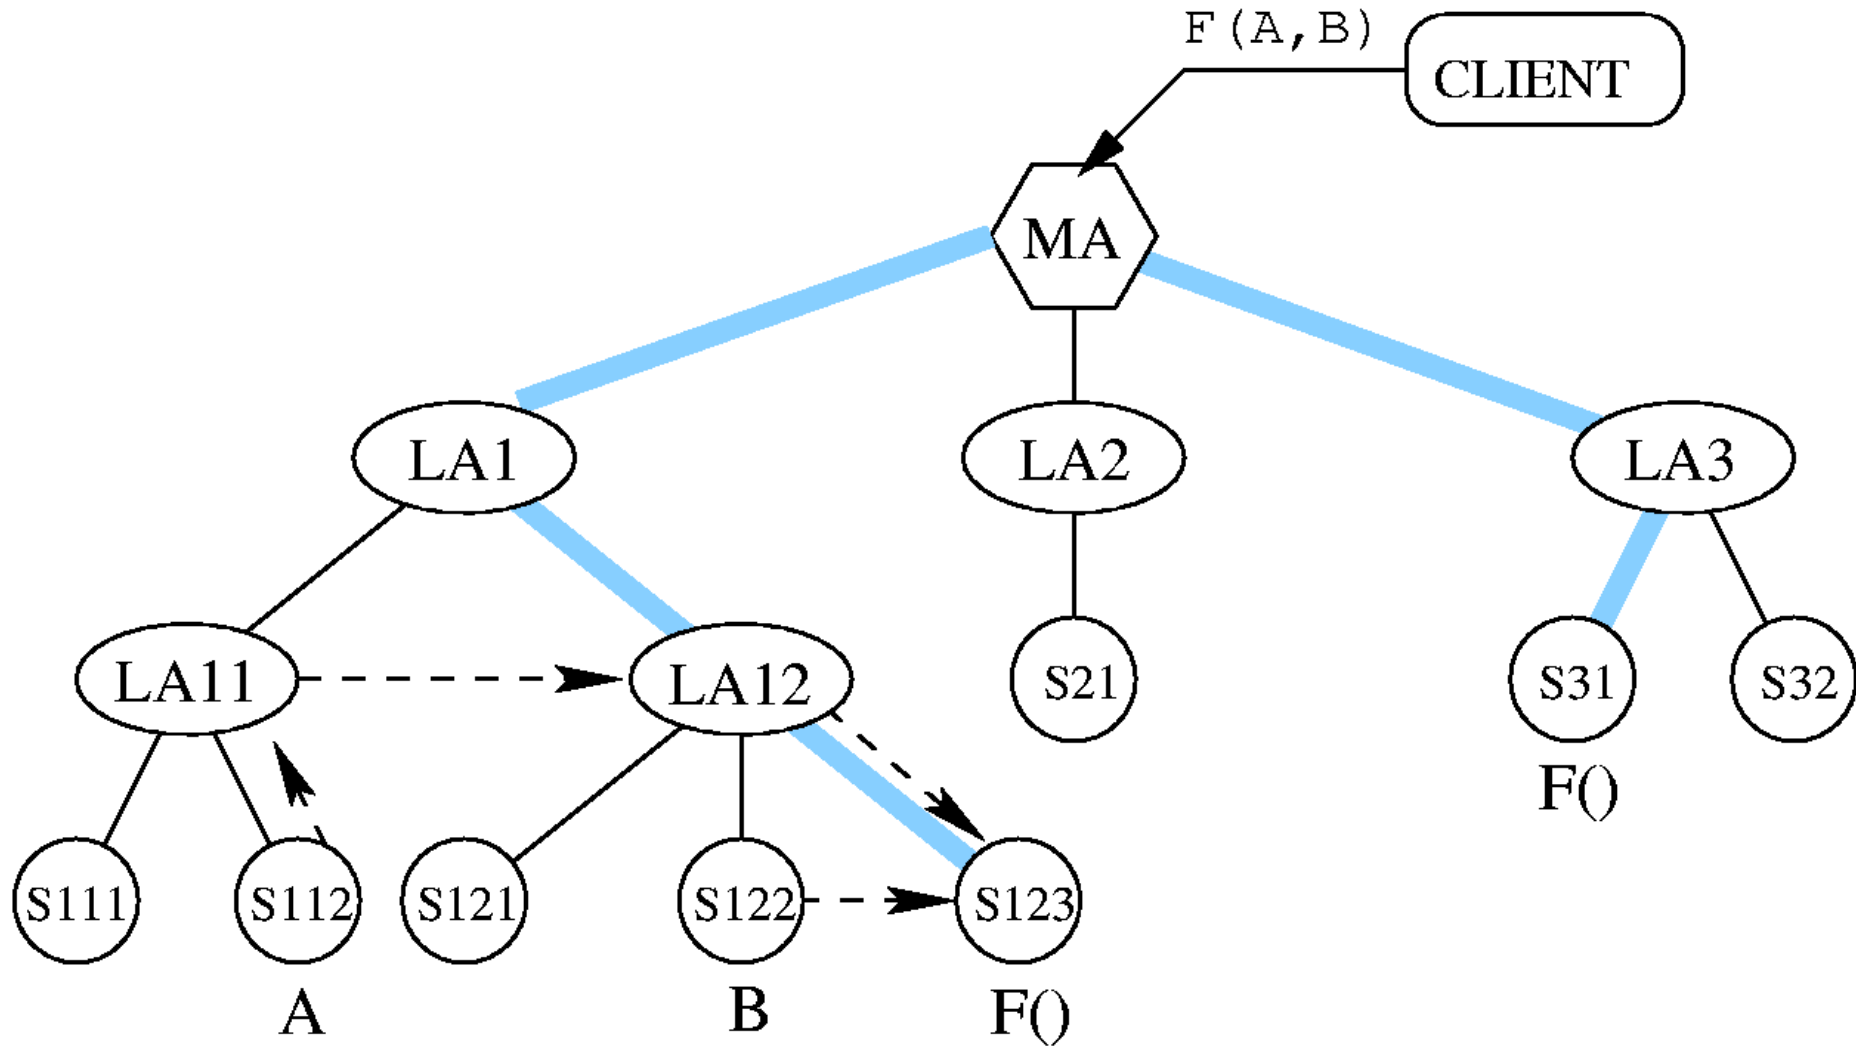 F(A,B)
CLIENT
MA
LA1
LA2
LA3
LA11
LA12
S21
S31
S32
F()
S111
S112
S121
S122
S123
A
B
F()